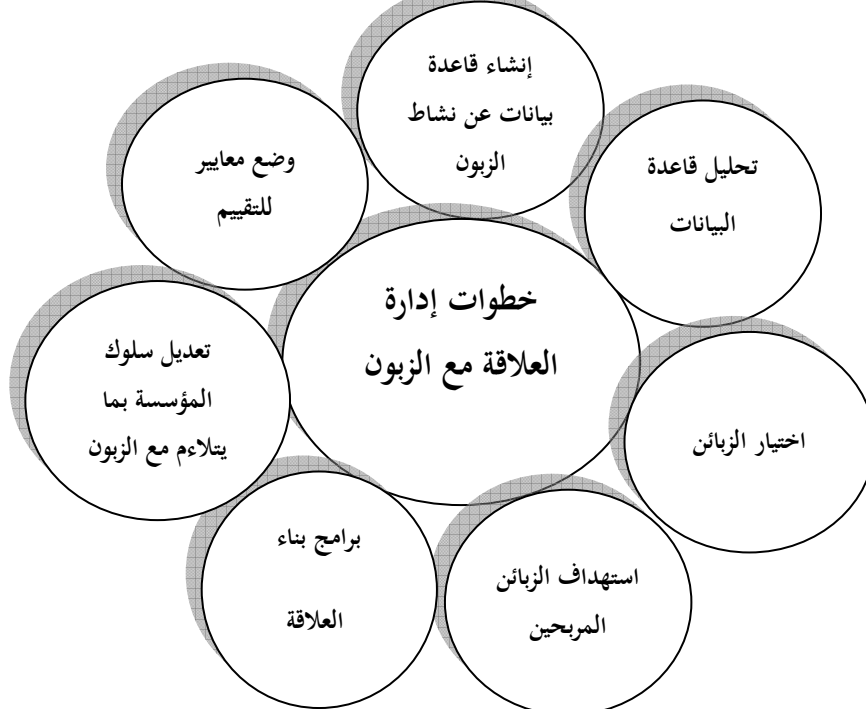 إنشاء قاعدة
بيانات عن نشاط
الزبون
تحليل قاعدة
البيانات
اختيار الزبائن
استهداف الزبائن
المربحين
برامج بناء
العلاقة
تعديل سلوك
المؤسسة بما
يتلاءم مع الزبون
وضع معايير
للتقييم
خطوات إدارة
العلاقة مع الزبون